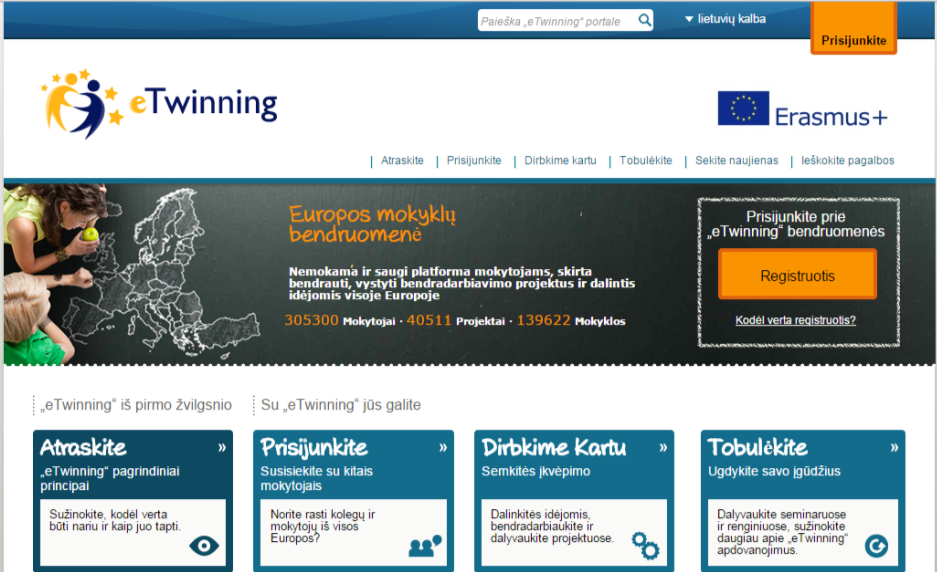 Paieška „eTwinning“ portale
lietuvių kalba
Prisijunkite
eTwinning
Erasmus+
| Atraskite | Prisijunkite | Dirbkime kartu | Tobulėkite | Sekite naujienas | Ieškokite pagalbos
Europos mokyklų
bendruomenė
Nemokama ir saugi platforma mokytojams, skirta
bendrauti, vystyti bendradarbiavimo projektus ir dalintis
idėjomis visoje Europoje
305300 Mokytojai · 40511 Projektai · 139622 Mokyklos
Prisijunkite prie
„eTwinning“ bendruomenės
Registruotis
Kodėl verta registruotis?
„eTwinning“ iš pirmo žvilgsnio
Su „eTwinning“ jūs galite
Atraskite »
„eTwinning“ pagrindiniai
principai
Sužinokite, kodėl verta
būti nariu ir kaip juo tapti.
Prisijunkite »
Susisiekite su kitais
mokytojais
Norite rasti kolegų ir
mokytojų iš visos
Europos?
Dirbkime Kartu »
Semkitės įkvėpimo
Dalinkitės idėjomis,
bendradarbiaukite ir
dalyvaukite projektuose.
Tobulėkite »
Ugdykite savo įgūdžius
Dalyvaukite seminaruose
ir renginiuose, sužinokite
daugiau apie „eTwinning“
apdovanojimus.